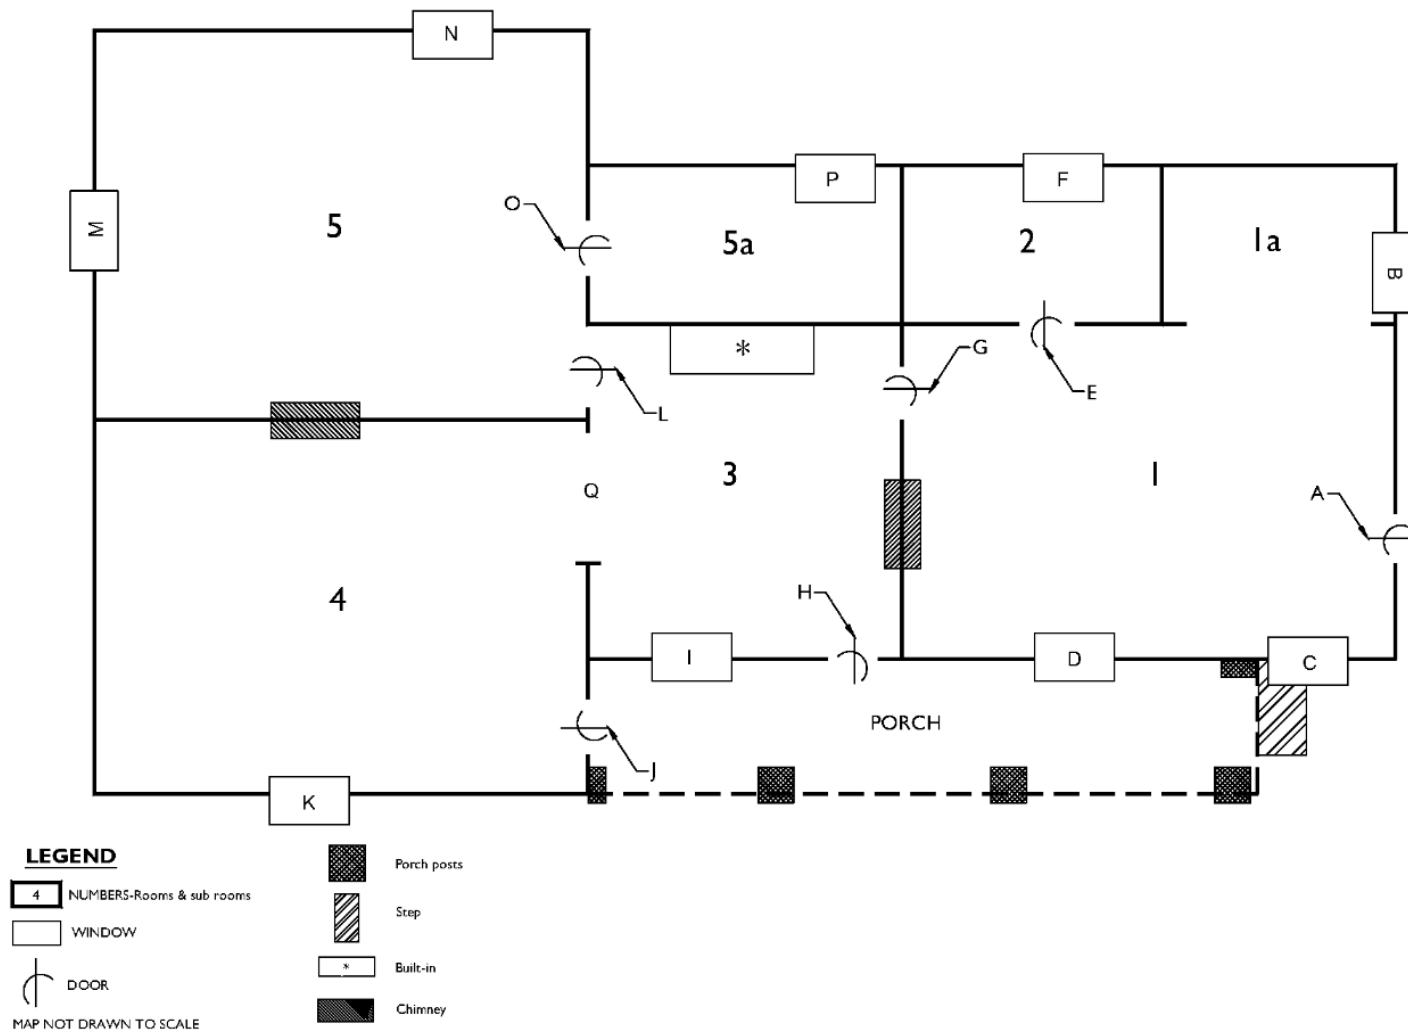 N
M
5
O
P
F
5a
2
1a
B
*
G
E
L
Q
3
1
A
4
H
I
D
C
PORCH
J
K
LEGEND
4 NUMBERS-Rooms & sub rooms
WINDOW
DOOR
MAP NOT DRAWN TO SCALE
Porch posts
Step
* Built-in
Chimney